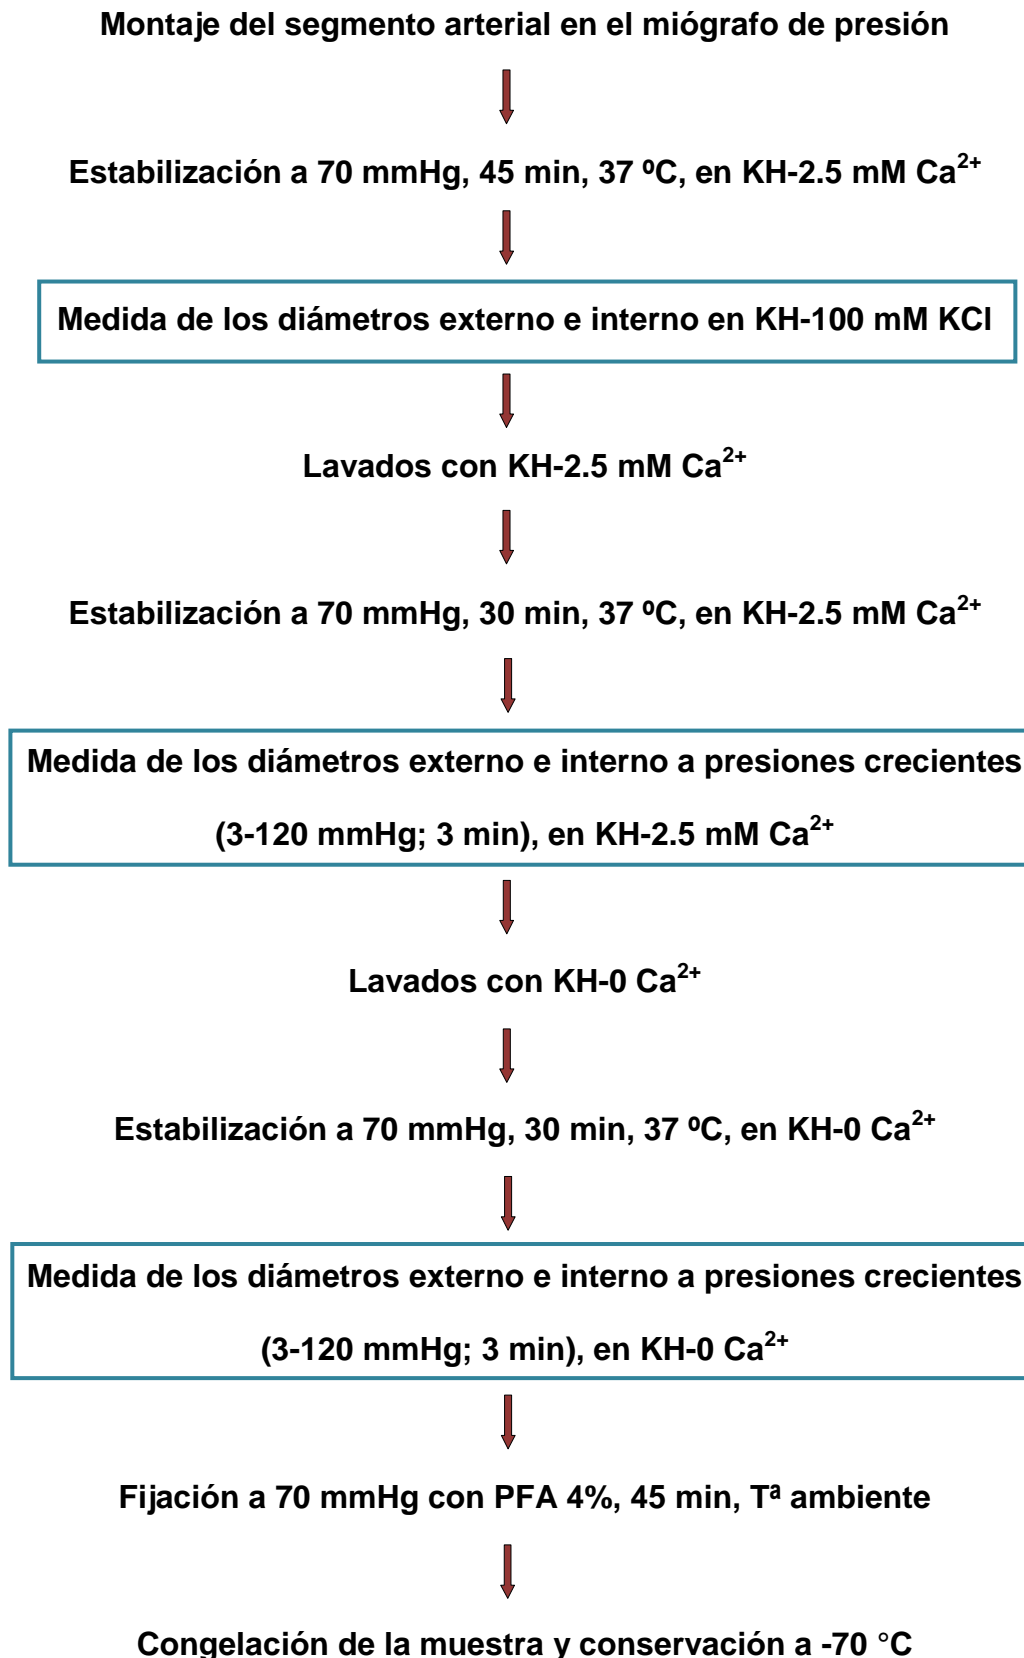 Montaje del segmento arterial en el miógrafo de presión
Estabilización a 70 mmHg, 45 min, 37 ºC, en KH-2.5 mM Ca²⁺
Medida de los diámetros externo e interno en KH-100 mM KCl
Lavados con KH-2.5 mM Ca²⁺
Estabilización a 70 mmHg, 30 min, 37 ºC, en KH-2.5 mM Ca²⁺
Medida de los diámetros externo e interno a presiones crecientes
(3-120 mmHg; 3 min), en KH-2.5 mM Ca²⁺
Lavados con KH-0 Ca²⁺
Estabilización a 70 mmHg, 30 min, 37 ºC, en KH-0 Ca²⁺
Medida de los diámetros externo e interno a presiones crecientes
(3-120 mmHg; 3 min), en KH-0 Ca²⁺
Fijación a 70 mmHg con PFA 4%, 45 min, Tª ambiente
Congelación de la muestra y conservación a -70 °C